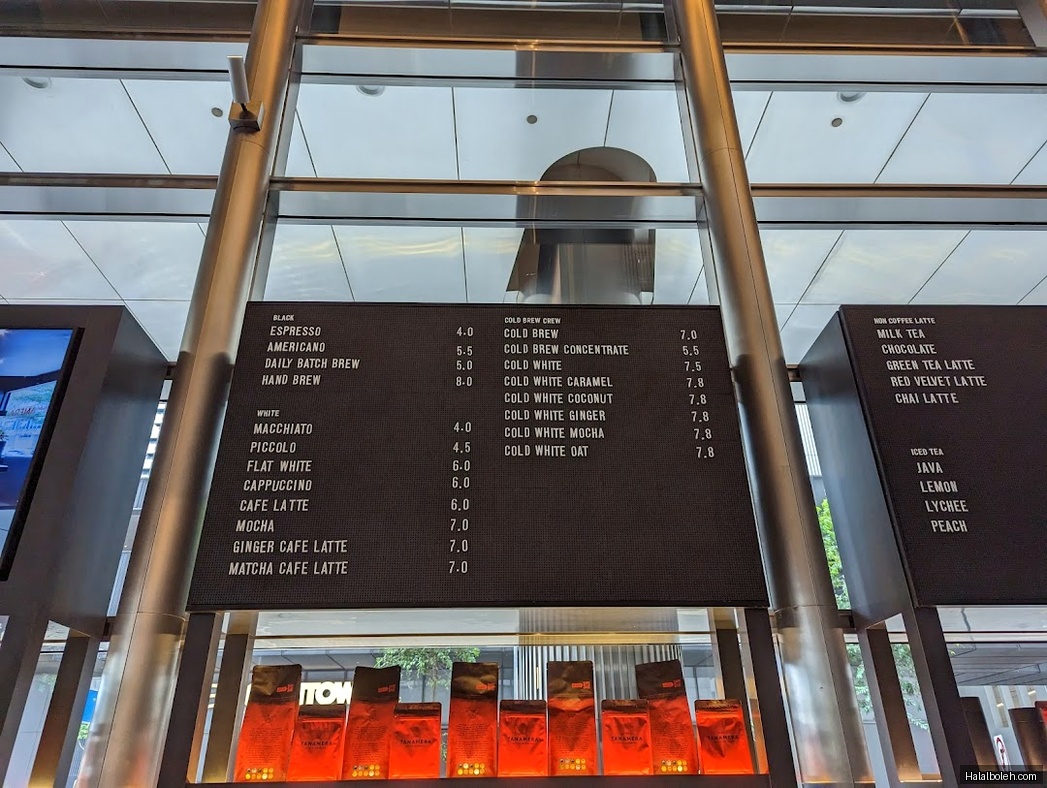 BLACK
ESPRESSO 4.0
AMERICANO 5.5
DAILY BATCH BREW 5.0
HAND BREW 8.0
WHITE
MACCHIATO 4.0
PICCOLO 4.5
FLAT WHITE 6.0
CAPPUCCINO 6.0
CAFE LATTE 6.0
MOCHA 7.0
GINGER CAFE LATTE 7.0
MATCHA CAFE LATTE 7.0
COLD BREW CREW
COLD BREW 7.0
COLD BREW CONCENTRATE 5.5
COLD WHITE 7.5
COLD WHITE CARAMEL 7.8
COLD WHITE COCONUT 7.8
COLD WHITE GINGER 7.8
COLD WHITE MOCHA 7.8
COLD WHITE OAT 7.8
NON COFFEE LATTE
MILK TEA
CHOCOLATE
GREEN TEA LATTE
RED VELVET LATTE
CHAI LATTE
ICED TEA
JAVA
LEMON
LYCHEE
PEACH
TANAMERA
TANAMERA
TANAMERA
TANAMERA
TANAMERA
Halalboleh.com